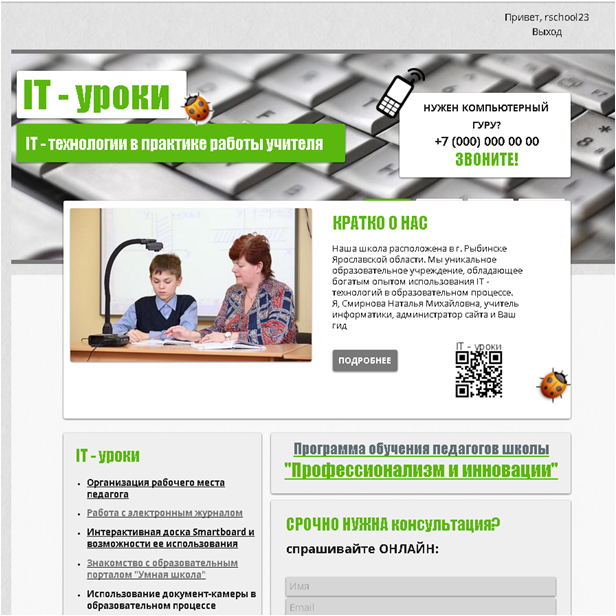 Привет, rschool23
Выход
IT - уроки
IT - технологии в практике работы учителя
НУЖЕН КОМПЬЮТЕРНЫЙ
ГУРУ?
+7 (000) 000 00 00
ЗВОНИТЕ!
КРАТКО О НАС
Наша школа расположена в г. Рыбинске
Ярославской области. Мы уникальное
образовательное учреждение, обладающее
богатым опытом использования IT -
технологий в образовательном процессе.
Я, Смирнова Наталья Михайловна, учитель
информатики, администратор сайта и Ваш
гид
ПОДРОБНЕЕ
IT - уроки
IT - уроки
Организация рабочего места
педагога
Работа с электронным журналом
Интерактивная доска Smartboard и
возможности ее использования
Знакомство с образовательным
порталом "Умная школа"
Использование документ-камеры в
образовательном процессе
Программа обучения педагогов школы
"Профессионализм и инновации"
СРОЧНО НУЖНА консультация?
спрашивайте ОНЛАЙН:
Имя
Email